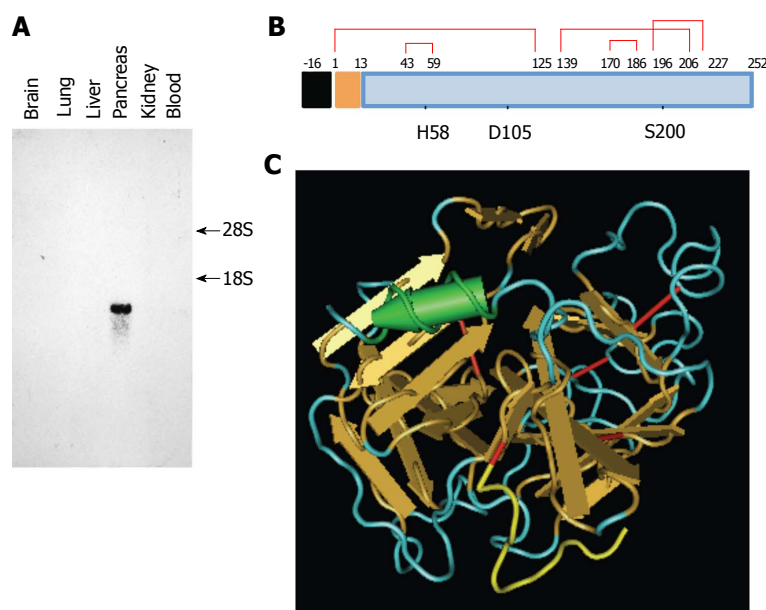 A
Brain Lung Liver Pancreas Kidney Blood
28S
18S
B
-16 1 13 43 59 125 139 170 186 196 206 227 252
H58 D105 S200
C